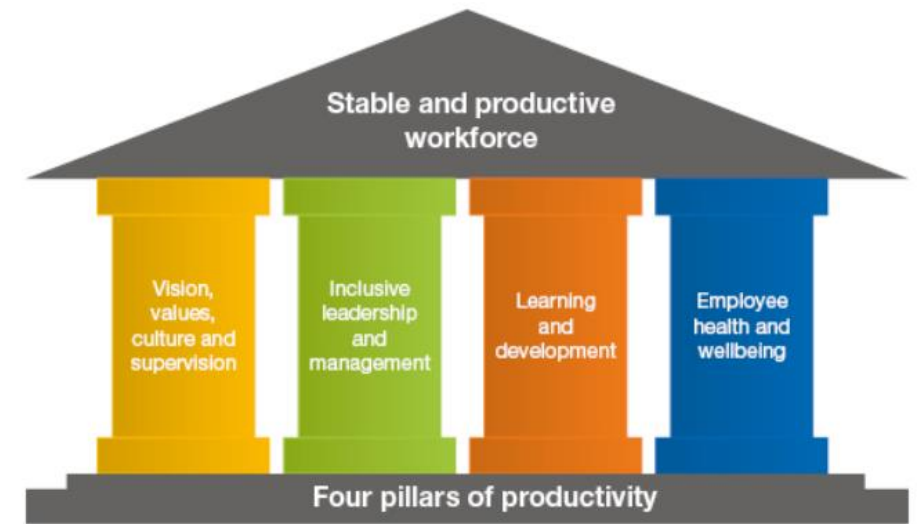 Stable and productive
workforce
Vision,
values,
culture and
supervision
Inclusive
leadership
and
management
Learning
and
development
Employee
health and
wellbeing
Four pillars of productivity